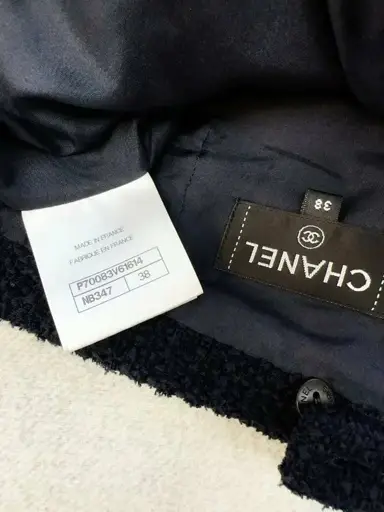 MADE IN FRANCE
FABRIQUE EN FRANCE
P70083V61614
NB347 38
38
CHANEL